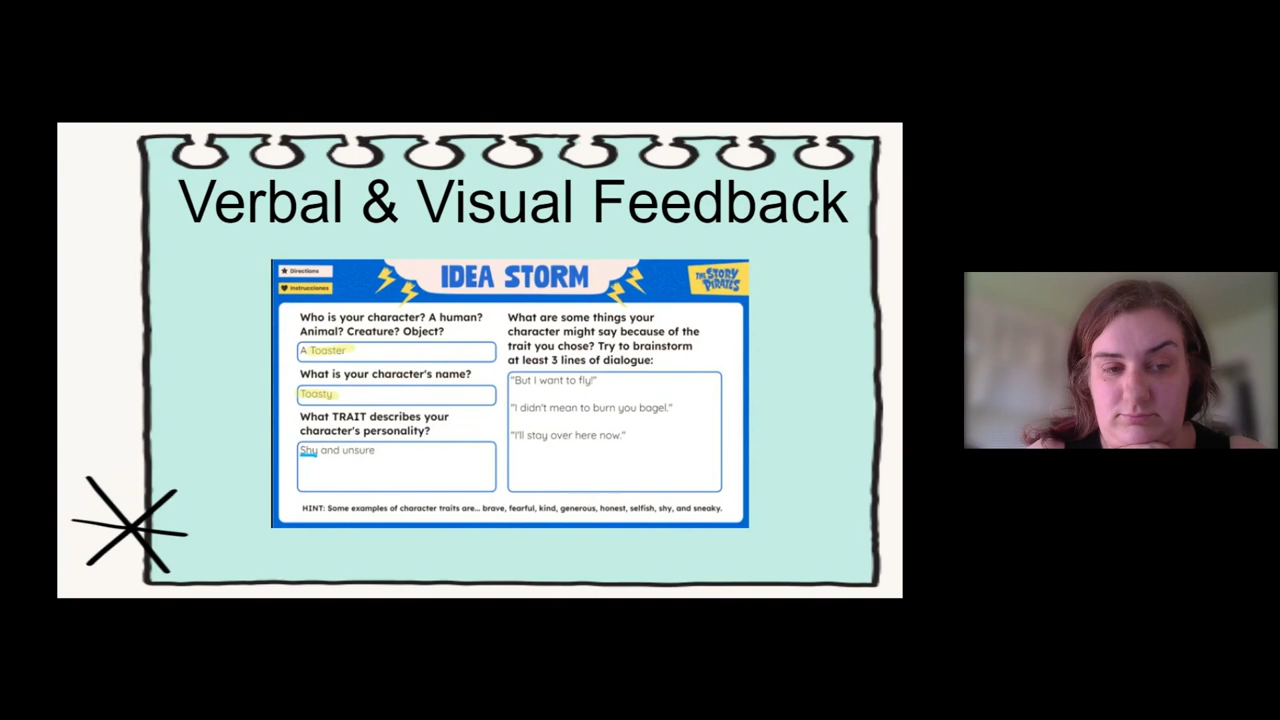 Verbal & Visual Feedback
Directions
Instrucciones
IDEA STORM
THE STORY
PIRATES
Who is your character? A human?
Animal? Creature? Object?
A Toaster
What is your character's name?
Toasty
What TRAIT describes your
character's personality?
Shy and unsure
What are some things your
character might say because of the
trait you chose? Try to brainstorm
at least 3 lines of dialogue:
"But I want to fly!"
"I didn't mean to burn you bagel."
"I'll stay over here now."
HINT: Some examples of character traits are... brave, fearful, kind, generous, honest, selfish, shy, and sneaky.